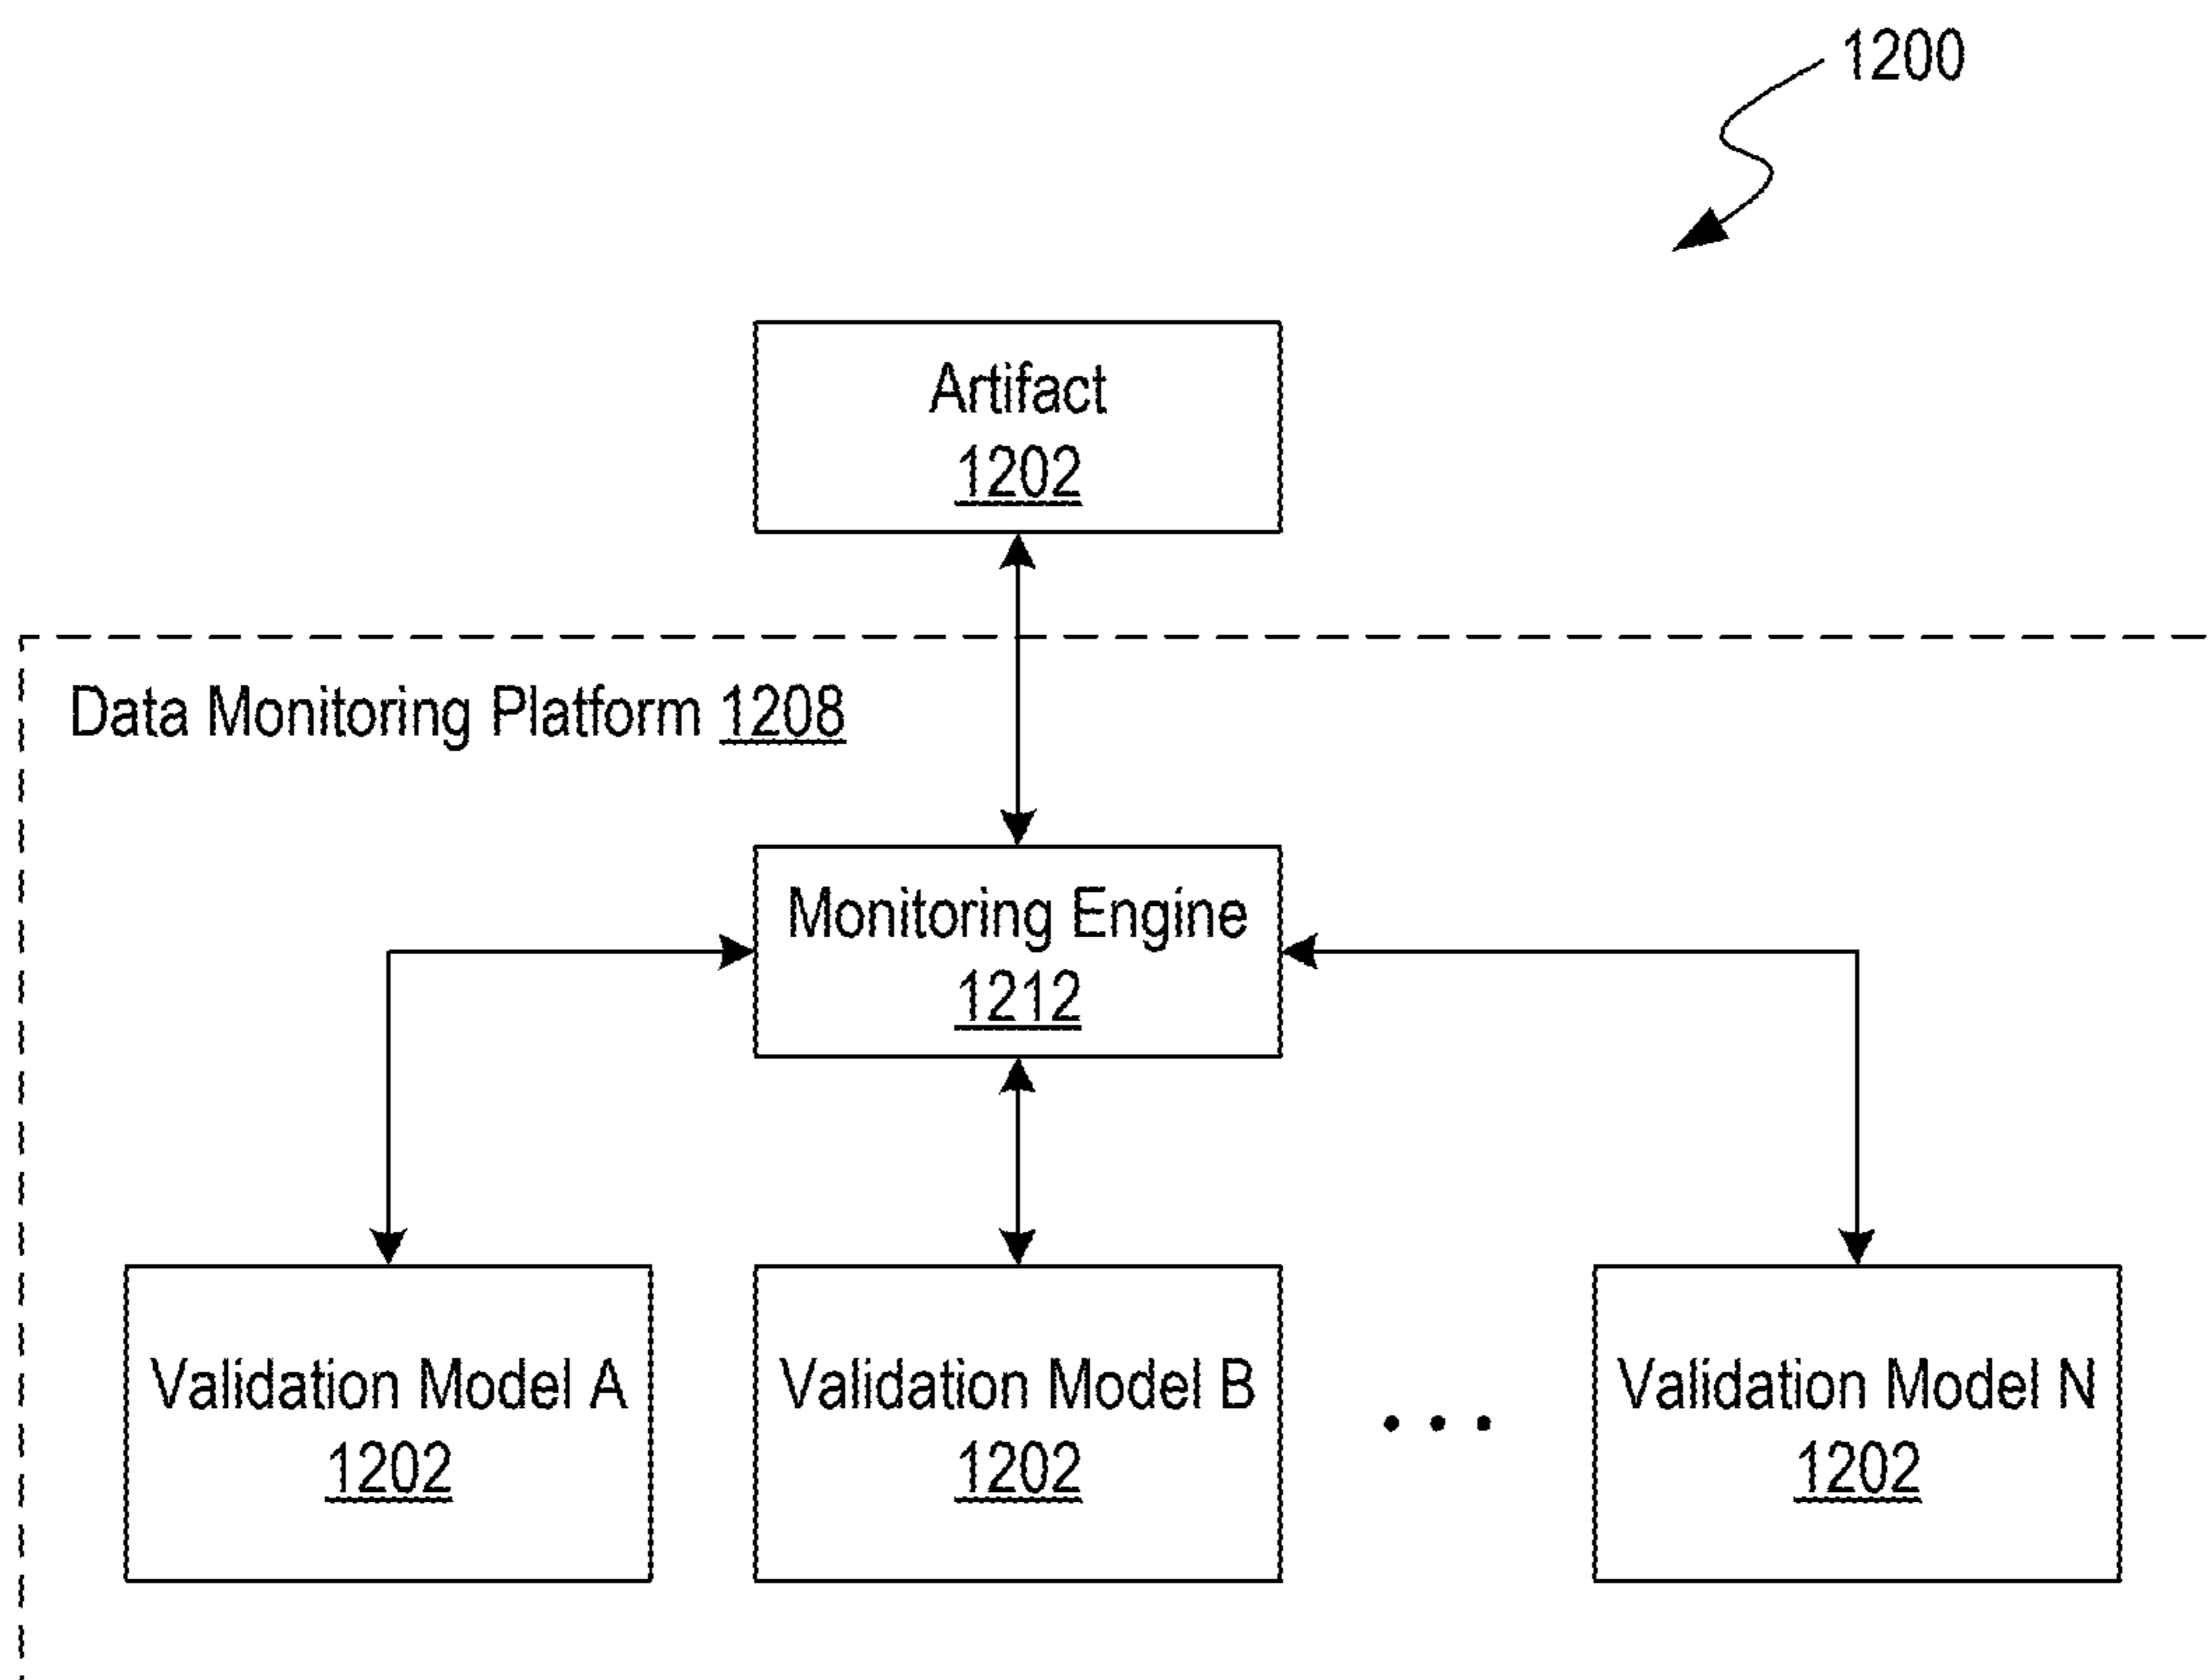 1200
Artifact
1202
Data Monitoring Platform 1208
Monitoring Engine
1212
Validation Model A
1202
Validation Model B
1202
Validation Model N
1202